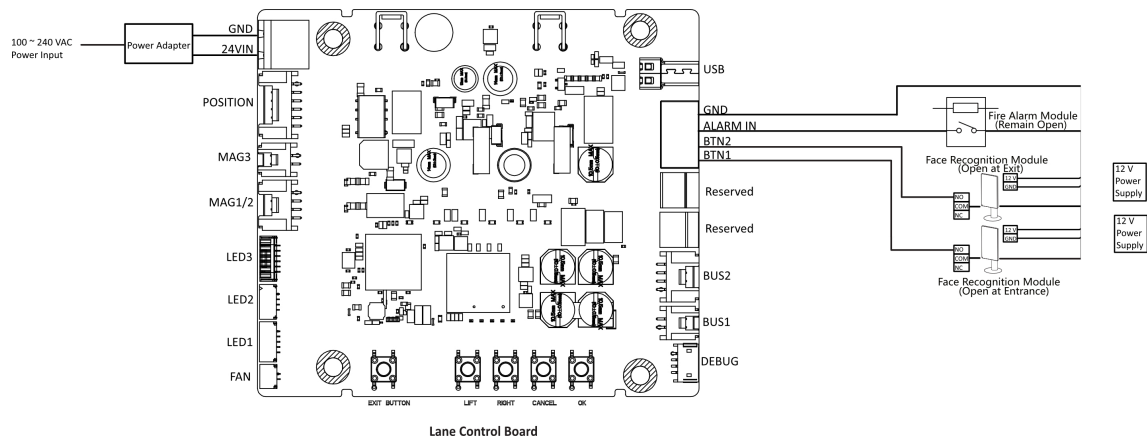 100 ~ 240 VAC
Power Input
Power Adapter
GND
24VIN
POSITION
MAG3
MAG1/2
LED3
LED2
LED1
FAN
USB
GND
ALARM IN
BTN2
BTN1
Reserved
Reserved
BUS2
BUS1
DEBUG
Fire Alarm Module
(Remain Open)
Face Recognition Module
(Open at Exit)
12 V
GND
NO
COM
NC
12 V
Power
Supply
12 V
GND
NO
COM
NC
12 V
Power
Supply
Face Recognition Module
(Open at Entrance)
EXIT BUTTON
LIFT
RIGHT
CANCEL
OK
Lane Control Board